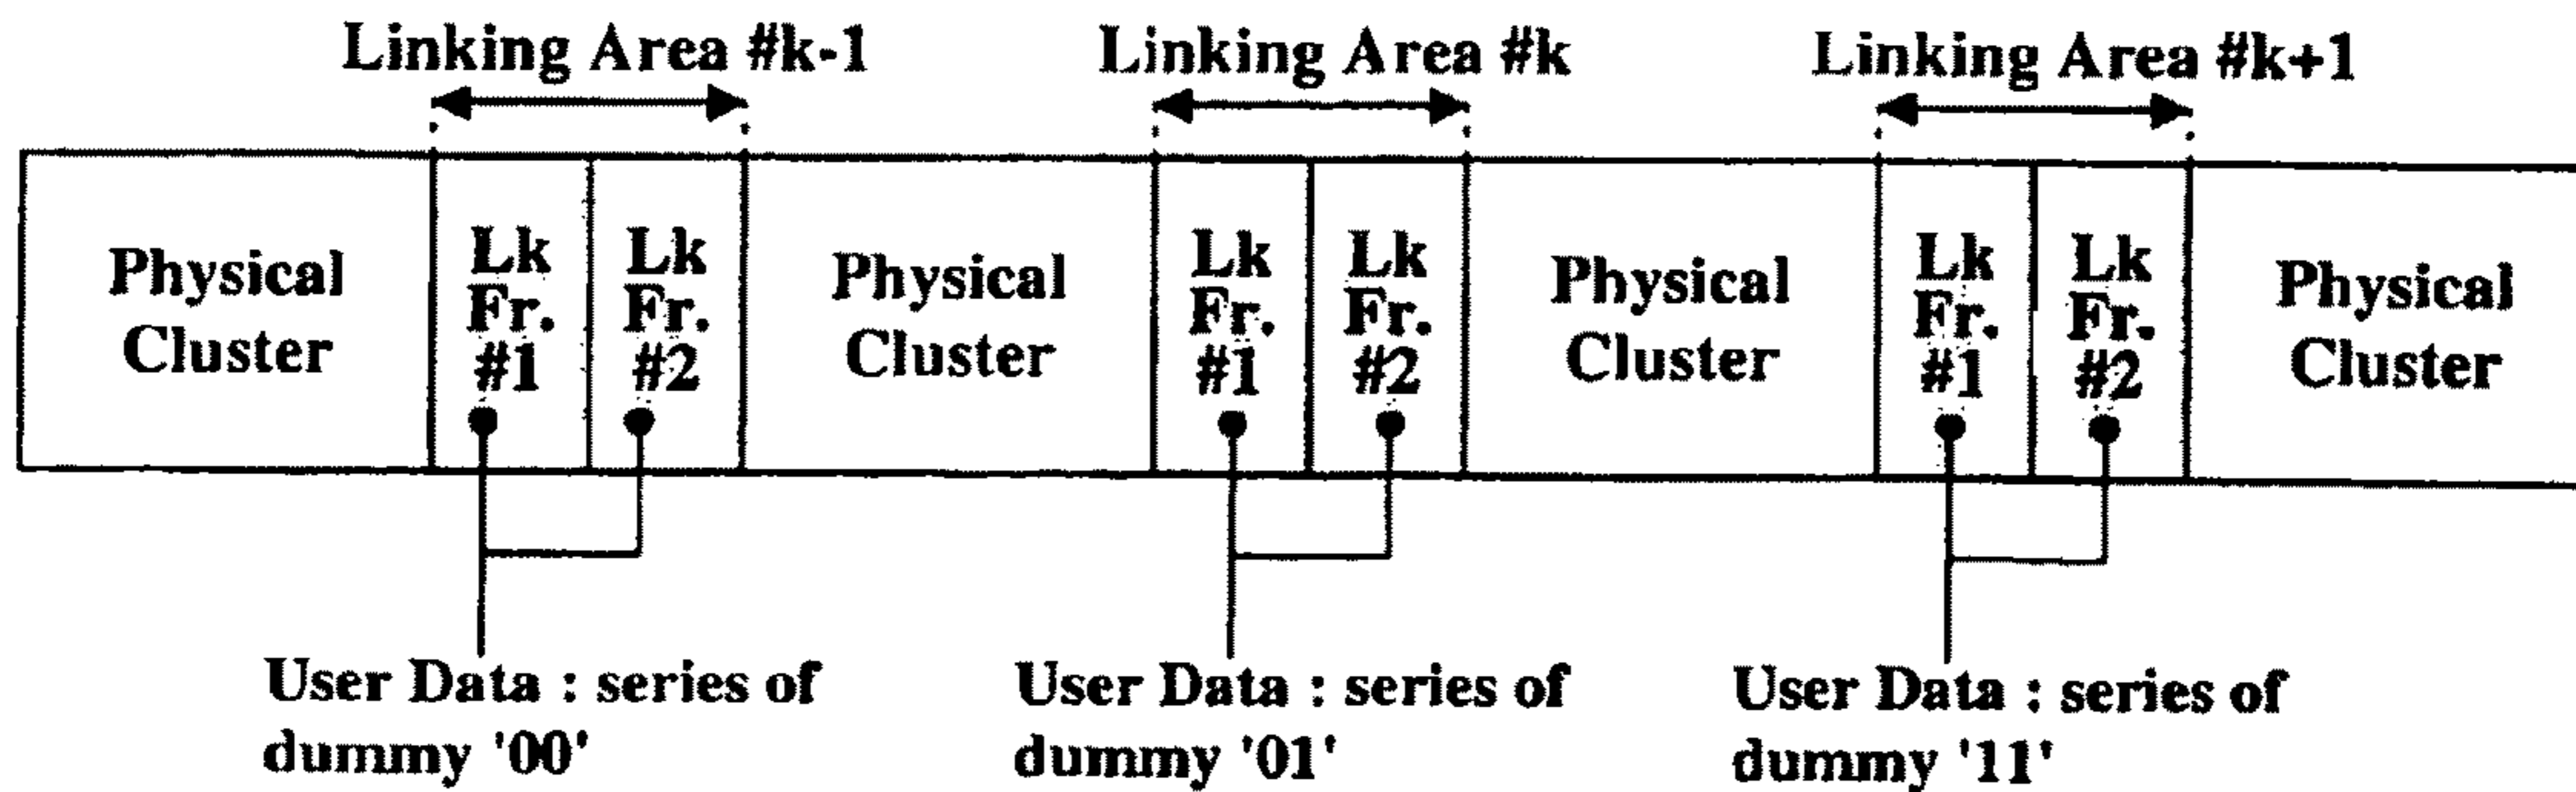 Linking Area #k-1
Linking Area #k
Linking Area #k+1
Physical
Cluster
Lk
Fr.
#1
Lk
Fr.
#2
Physical
Cluster
Lk
Fr.
#1
Lk
Fr.
#2
Physical
Cluster
Lk
Fr.
#1
Lk
Fr.
#2
Physical
Cluster
User Data : series of
dummy '00'
User Data : series of
dummy '01'
User Data : series of
dummy '11'